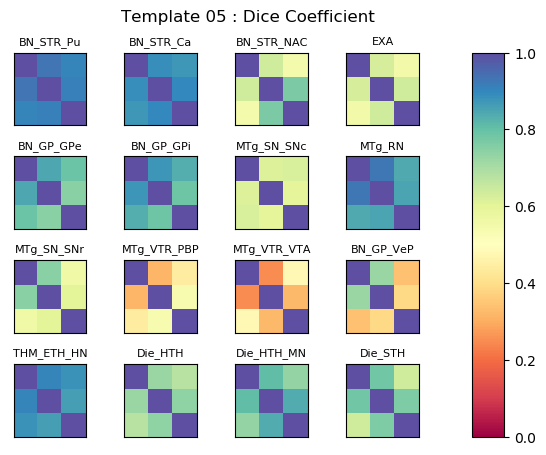 Template 05 : Dice Coefficient
BN_STR_Pu BN_STR_Ca BN_STR_NAC EXA
BN_GP_GPe BN_GP_GPi MTg_SN_SNc MTg_RN
MTg_SN_SNr MTg_VTR_PBP MTg_VTR_VTA BN_GP_VeP
THM_ETH_HN Die_HTH Die_HTH_MN Die_STH
1.0
0.8
0.6
0.4
0.2
0.0